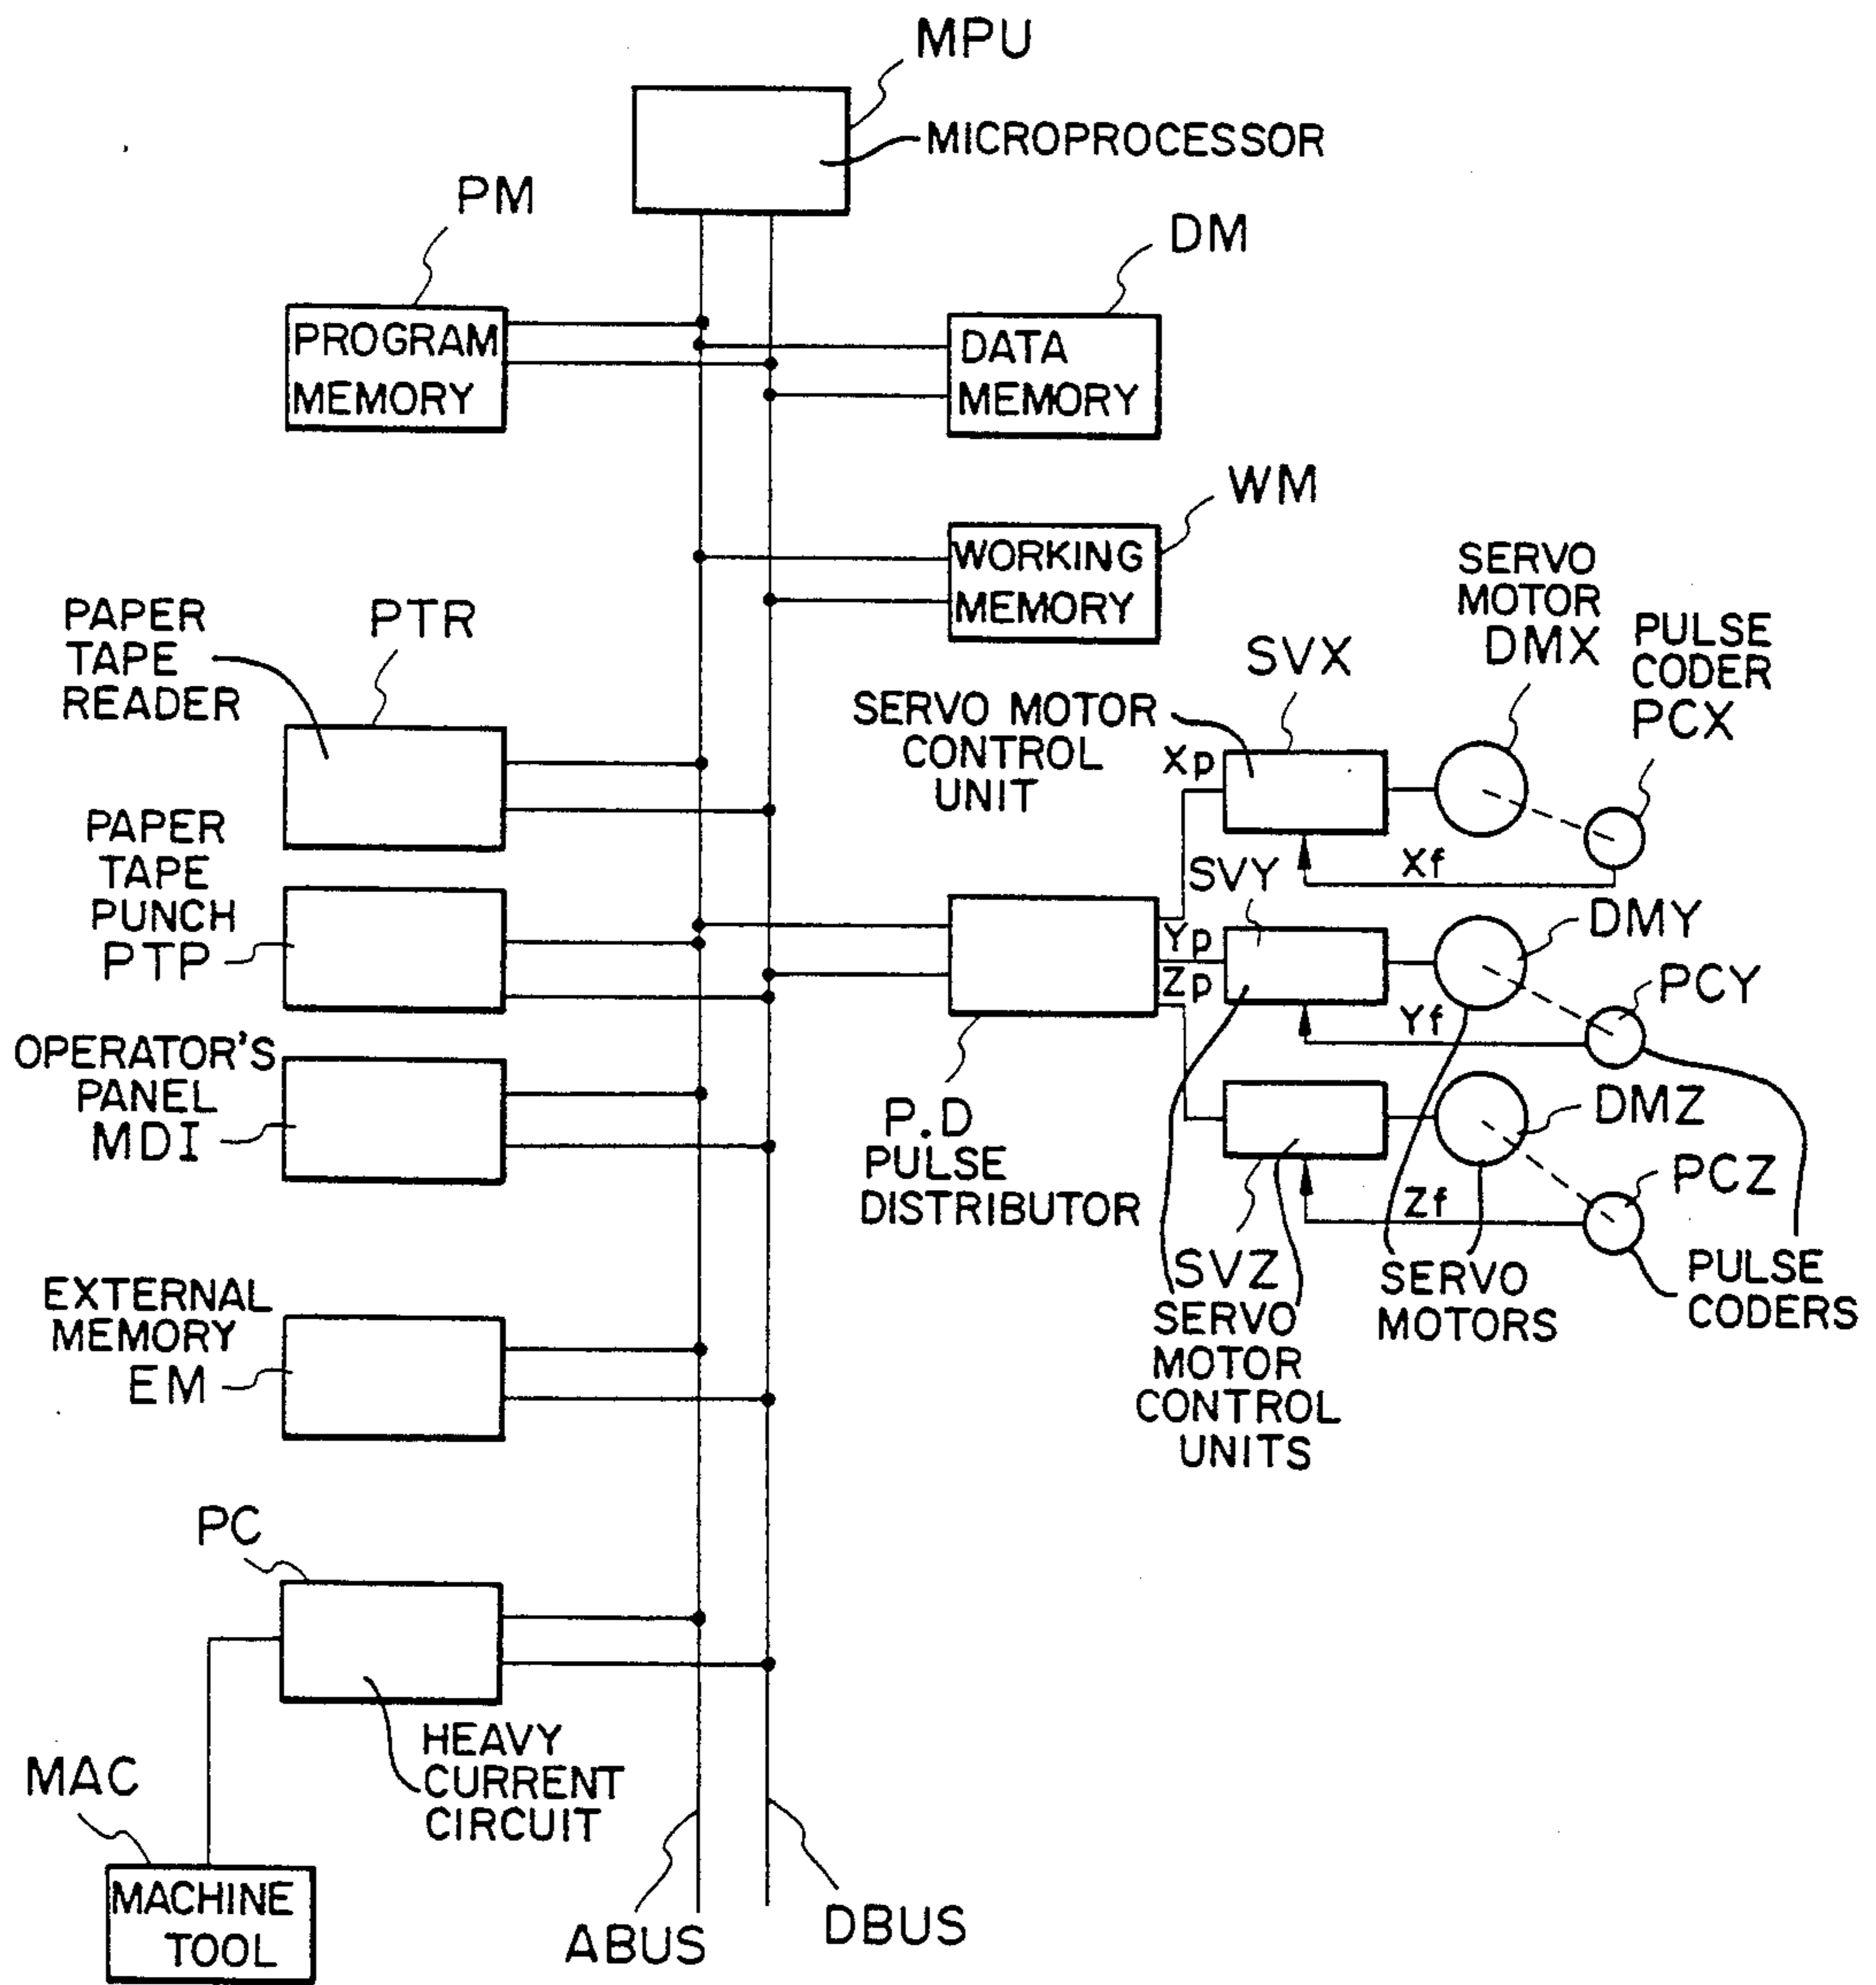 MPU
MICROPROCESSOR
PM
DM
PROGRAM
MEMORY
DATA
MEMORY
WM
WORKING
MEMORY
PAPER
TAPE
READER
PTR
SERVO
MOTOR
DMX
PULSE
CODER
PCX
SVX
SERVO MOTOR
CONTROL
UNIT
Xp
Xf
PAPER
TAPE
PUNCH
PTP
SVY
Yp
Zp
DMY
PCY
Yf
OPERATOR'S
PANEL
MDI
P.D
PULSE
DISTRIBUTOR
DMZ
PCZ
Zf
SVZ
SERVO
MOTOR
CONTROL
UNITS
SERVO
MOTORS
PULSE
CODERS
EXTERNAL
MEMORY
EM
PC
HEAVY
CURRENT
CIRCUIT
MAC
MACHINE
TOOL
ABUS
DBUS